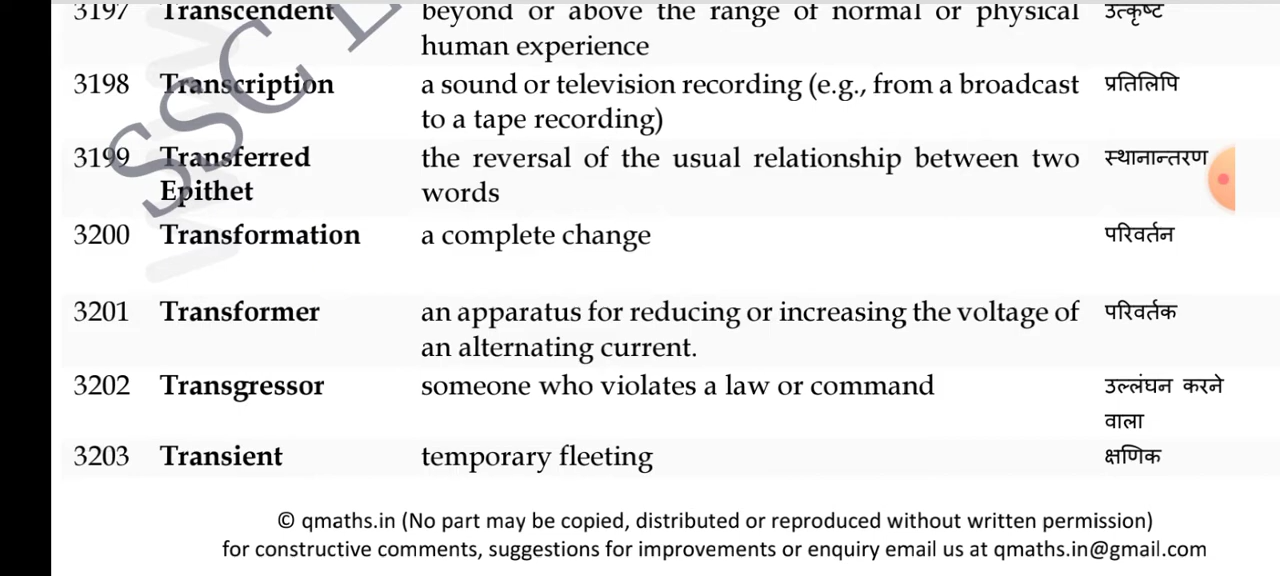 3197 Transcendent beyond or above the range of normal or physical उत्कृष्ट
human experience
3198 Transcription a sound or television recording (e.g., from a broadcast प्रतिलिपि
to a tape recording)
3199 Transferred the reversal of the usual relationship between two स्थानान्तरण
Epithet words
3200 Transformation a complete change परिवर्तन
3201 Transformer an apparatus for reducing or increasing the voltage of परिवर्तक
an alternating current.
3202 Transgressor someone who violates a law or command उल्लंघन करने
वाला
3203 Transient temporary fleeting क्षणिक
© qmaths.in (No part may be copied, distributed or reproduced without written permission)
for constructive comments, suggestions for improvements or enquiry email us at qmaths.in@gmail.com
SSC